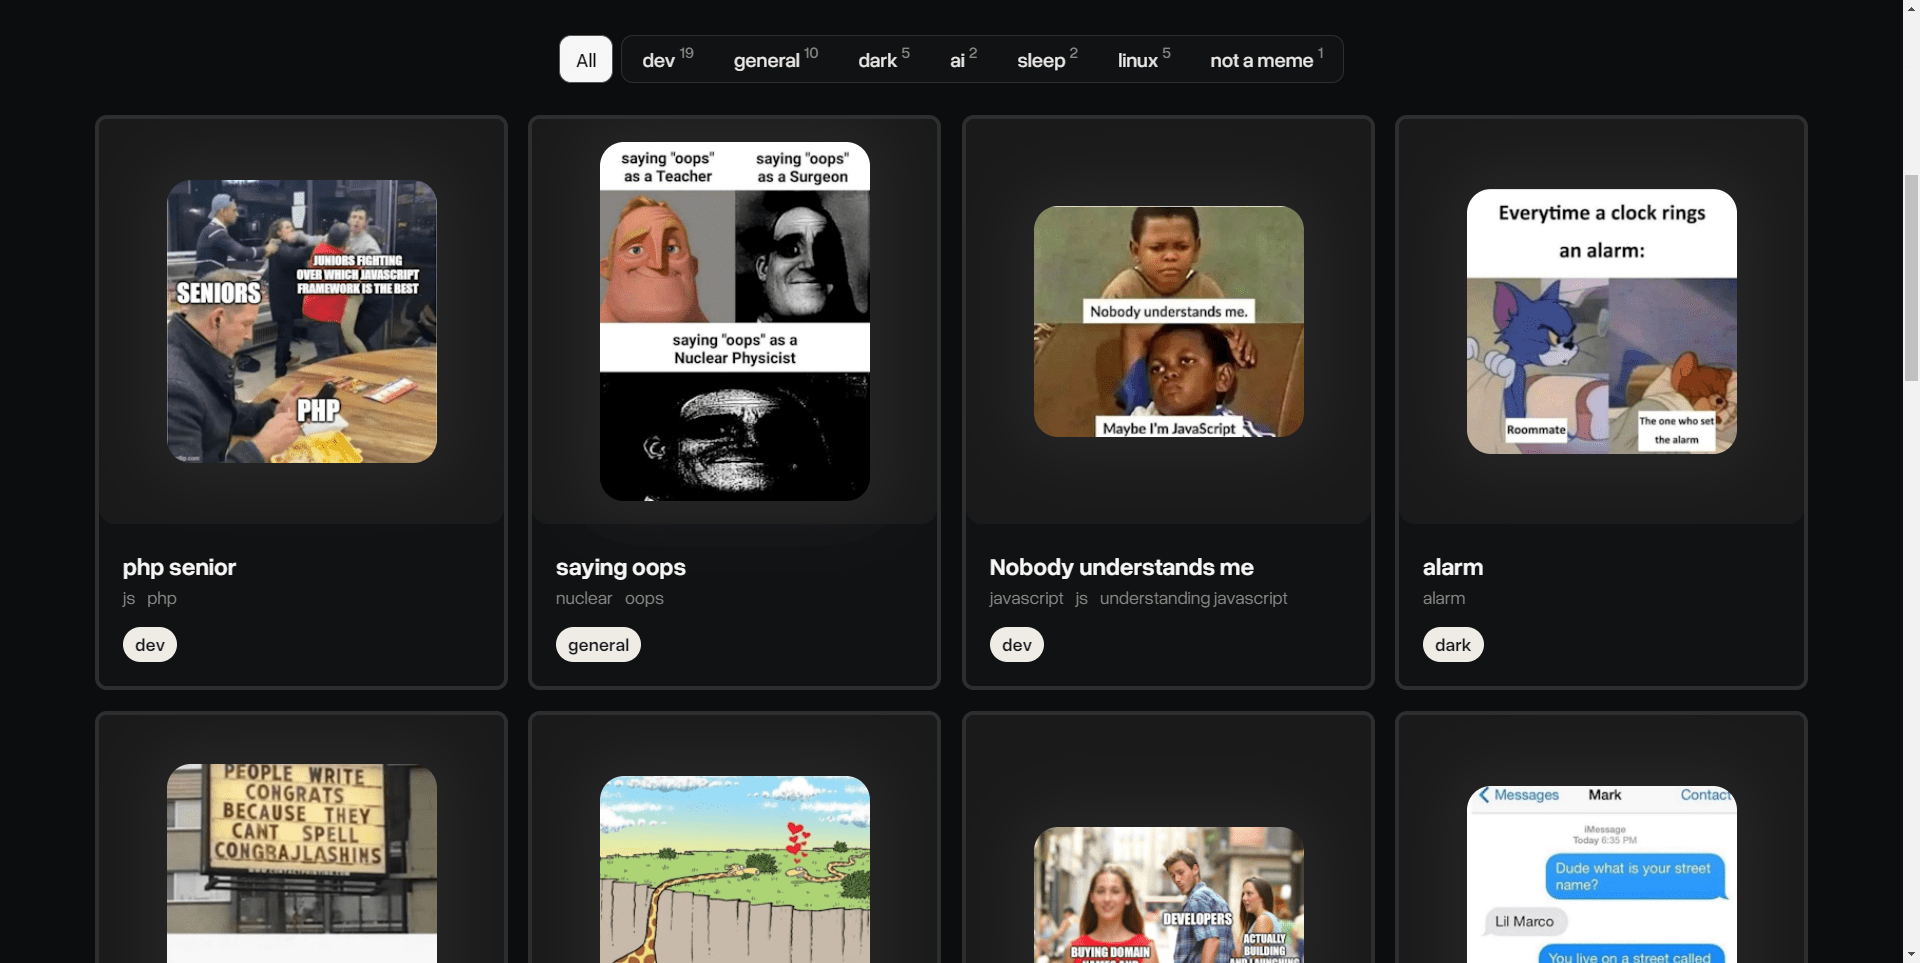 All
dev 19
general 10
dark 5
ai 2
sleep 2
linux 5
not a meme 1
JUNIORS FIGHTING
OVER WHICH JAVASCRIPT
FRAMEWORK IS THE BEST
SENIORS
PHP
php senior
js php
dev
saying "oops"
as a Teacher
saying "oops"
as a Surgeon
saying "oops" as a
Nuclear Physicist
saying oops
nuclear oops
general
Nobody understands me.
Maybe I'm JavaScript
Nobody understands me
javascript js understanding javascript
dev
Everytime a clock rings
an alarm:
Roommate
The one who set
the alarm
alarm
alarm
dark
PEOPLE WRITE
CONGRATS
BECAUSE THEY
CANT SPELL
CONGRAJLASHINS
DEVELOPERS
BUYING DOMAIN
NAMES AND
ACTUALLY
BUILDING
AND LAUNCHING
Messages
Mark
Contact
iMessage
Today 6:35 PM
Dude what is your street
name?
Lil Marco
You live on a street called